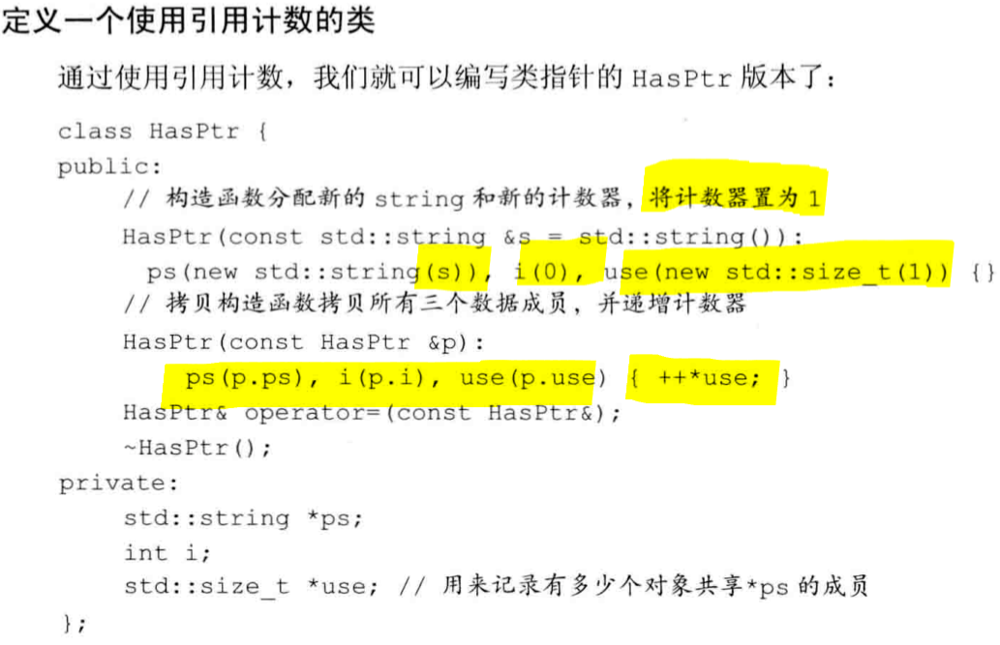 定义一个使用引用计数的类
通过使用引用计数，我们就可以编写类指针的 HasPtr 版本了：
class HasPtr {
public:
// 构造函数分配新的 string 和新的计数器，将计数器置为 1
HasPtr(const std::string &s = std::string()):
ps(new std::string(s)), i(0), use(new std::size_t(1)) {}
// 拷贝构造函数拷贝所有三个数据成员，并递增计数器
HasPtr(const HasPtr &p):
ps(p.ps), i(p.i), use(p.use) { ++*use; }
HasPtr& operator=(const HasPtr&);
~HasPtr();
private:
std::string *ps;
int i;
std::size_t *use; // 用来记录有多少个对象共享*ps 的成员
};